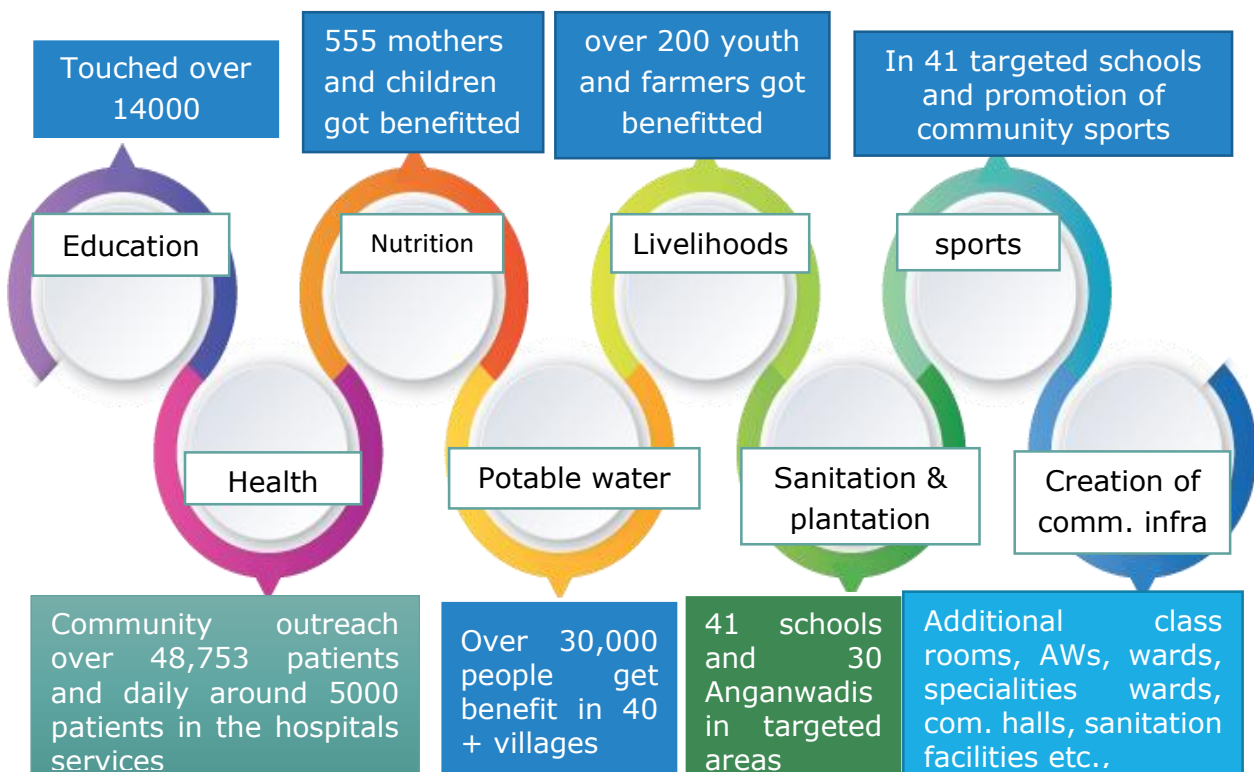 Touched over
14000
555 mothers
and children
got benefitted
over 200 youth
and farmers got
benefitted
In 41 targeted schools
and promotion of
community sports
Education
Nutrition
Livelihoods
sports
Health
Potable water
Sanitation &
plantation
Creation of
comm. infra
Community outreach
over 48,753 patients
and daily around 5000
patients in the hospitals
services
Over 30,000
people get
benefit in 40
+ villages
41 schools
and 30
Anganwadis
in targeted
areas
Additional class
rooms, AWs, wards,
specialities wards,
com. halls, sanitation
facilities etc.,